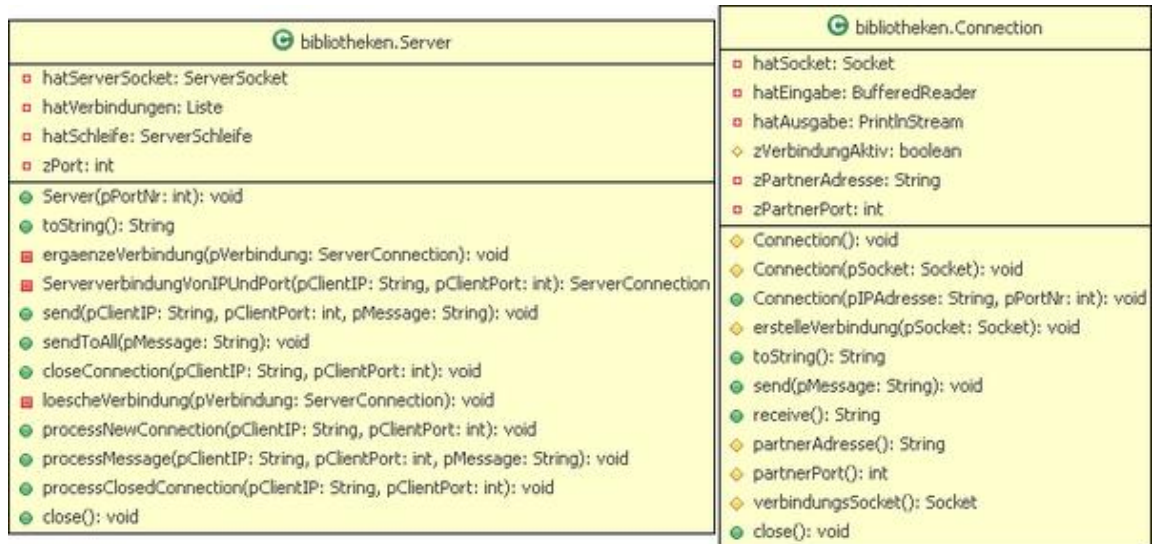 bibliotheken.Server
hatServerSocket: ServerSocket
hatVerbindungen: Liste
hatSchleife: ServerSchleife
zPort: int
Server(pPortNr: int): void
toString(): String
ergaenzeVerbindung(pVerbindung: ServerConnection): void
SerververbindungVonIPUndPort(pClientIP: String, pClientPort: int): ServerConnection
send(pClientIP: String, pClientPort: int, pMessage: String): void
sendToAll(pMessage: String): void
closeConnection(pClientIP: String, pClientPort: int): void
loescheVerbindung(pVerbindung: ServerConnection): void
processNewConnection(pClientIP: String, pClientPort: int): void
processMessage(pClientIP: String, pClientPort: int, pMessage: String): void
processClosedConnection(pClientIP: String, pClientPort: int): void
close(): void
bibliotheken.Connection
hatSocket: Socket
hatEingabe: BufferedReader
hatAusgabe: PrintlnStream
zVerbindungAktiv: boolean
zPartnerAdresse: String
zPartnerPort: int
Connection(): void
Connection(pSocket: Socket): void
Connection(pIPAdresse: String, pPortNr: int): void
erstelleVerbindung(pSocket: Socket): void
toString(): String
send(pMessage: String): void
receive(): String
partnerAdresse(): String
partnerPort(): int
verbindungsSocket(): Socket
close(): void